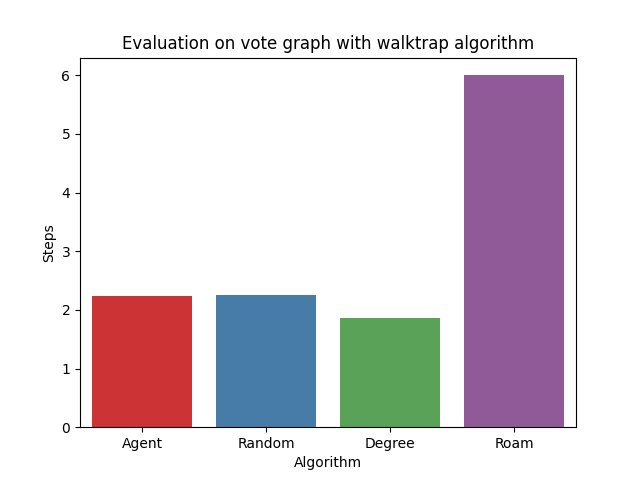 Evaluation on vote graph with walktrap algorithm
6
5
4
3
2
1
0
Steps
Agent Random Degree Roam
Algorithm